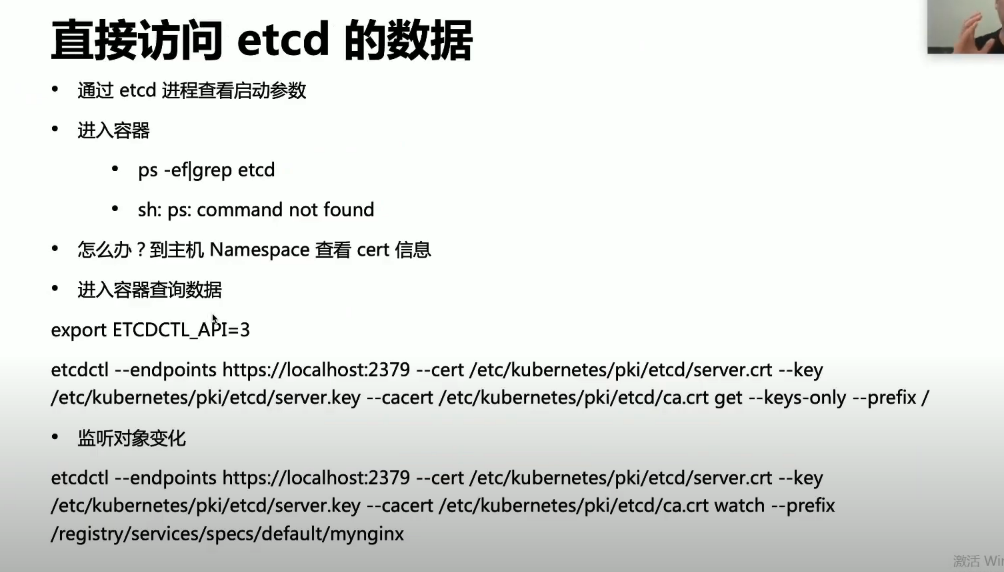 直接访问 etcd 的数据
• 通过 etcd 进程查看启动参数
• 进入容器
• ps -ef|grep etcd
• sh: ps: command not found
• 怎么办？到主机 Namespace 查看 cert 信息
• 进入容器查询数据
export ETCDCTL_API=3
etcdctl --endpoints https://localhost:2379 --cert /etc/kubernetes/pki/etcd/server.crt --key
/etc/kubernetes/pki/etcd/server.key --cacert /etc/kubernetes/pki/etcd/ca.crt get --keys-only --prefix /
• 监听对象变化
etcdctl --endpoints https://localhost:2379 --cert /etc/kubernetes/pki/etcd/server.crt --key
/etc/kubernetes/pki/etcd/server.key --cacert /etc/kubernetes/pki/etcd/ca.crt watch --prefix
/registry/services/specs/default/mynginx
激活 Win